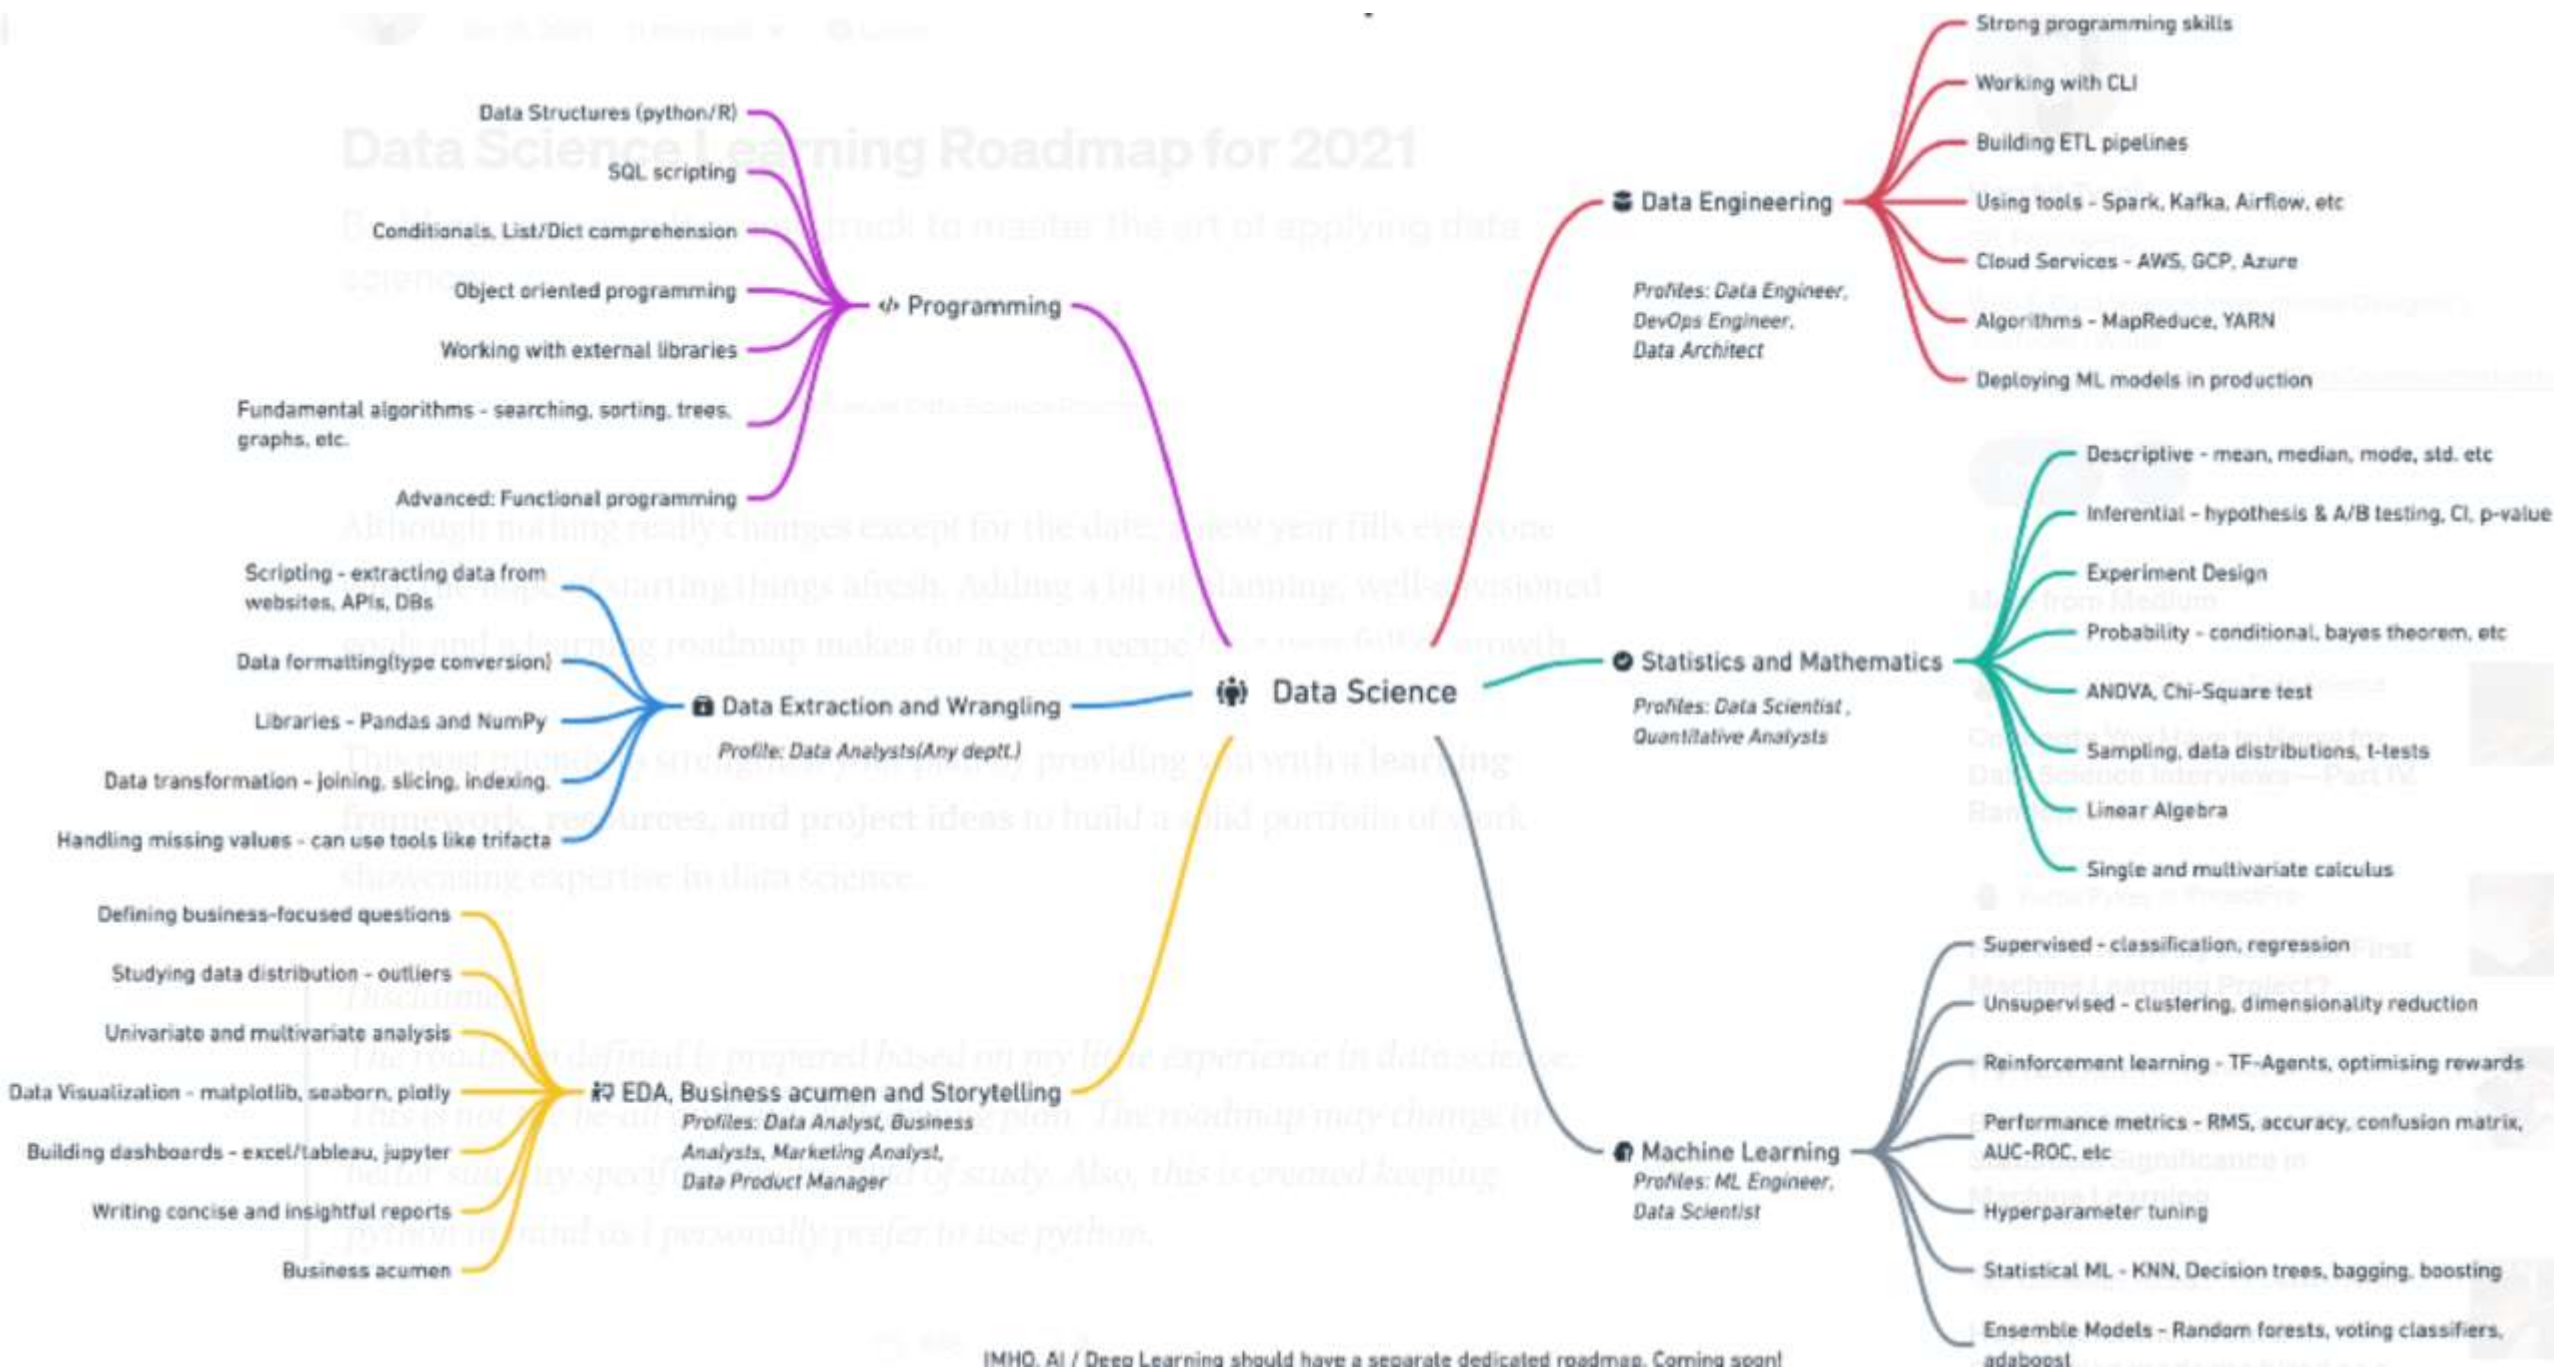 Data Science
</> Programming
Data Structures (python/R)
SQL scripting
Conditionals, List/Dict comprehension
Object oriented programming
Working with external libraries
Fundamental algorithms - searching, sorting, trees,
graphs, etc.
Advanced: Functional programming
Data Extraction and Wrangling
Profile: Data Analysts(Any deptt.)
Scripting - extracting data from
websites, APIs, DBs
Data formatting(type conversion)
Libraries - Pandas and NumPy
Data transformation - joining, slicing, indexing.
Handling missing values - can use tools like trifacta
EDA, Business acumen and Storytelling
Profiles: Data Analyst, Business
Analysts, Marketing Analyst,
Data Product Manager
Defining business-focused questions
Studying data distribution - outliers
Univariate and multivariate analysis
Data Visualization - matplotlib, seaborn, plotly
Building dashboards - excel/tableau, jupyter
Writing concise and insightful reports
Business acumen
Data Engineering
Profiles: Data Engineer,
DevOps Engineer,
Data Architect
Strong programming skills
Working with CLI
Building ETL pipelines
Using tools - Spark, Kafka, Airflow, etc
Cloud Services - AWS, GCP, Azure
Algorithms - MapReduce, YARN
Deploying ML models in production
Statistics and Mathematics
Profiles: Data Scientist ,
Quantitative Analysts
Descriptive - mean, median, mode, std. etc
Inferential - hypothesis & A/B testing, CI, p-value
Experiment Design
Probability - conditional, bayes theorem, etc
ANOVA, Chi-Square test
Sampling, data distributions, t-tests
Linear Algebra
Single and multivariate calculus
Machine Learning
Profiles: ML Engineer,
Data Scientist
Supervised - classification, regression
Unsupervised - clustering, dimensionality reduction
Reinforcement learning - TF-Agents, optimising rewards
Performance metrics - RMS, accuracy, confusion matrix,
AUC-ROC, etc
Hyperparameter tuning
Statistical ML - KNN, Decision trees, bagging, boosting
Ensemble Models - Random forests, voting classifiers,
adaboost
IMHO, AI / Deep Learning should have a separate dedicated roadmap. Coming soon!
Data Science Learning Roadmap for 2021